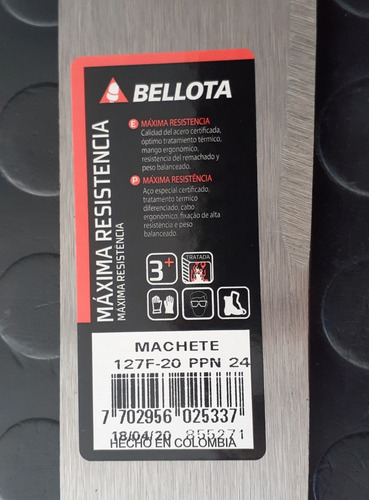 BELLOTA
MÁXIMA RESISTENCIA
MÁXIMA RESISTÊNCIA
E MÁXIMA RESISTENCIA
Calidad del acero certificada,
optimo tratamiento térmico,
mango ergonómico,
resistencia del remachado y
peso balanceado.
P MÁXIMA RESISTÊNCIA
Aço especial certificado,
tratamento termico
diferenciado, cabo
ergonômico, fixação de alta
resistência e peso
balanceado.
3+
TRATADA
MACHETE
127F-20 PPN 24
7 702956 025337
18/04/20 855271
HECHO EN COLOMBIA